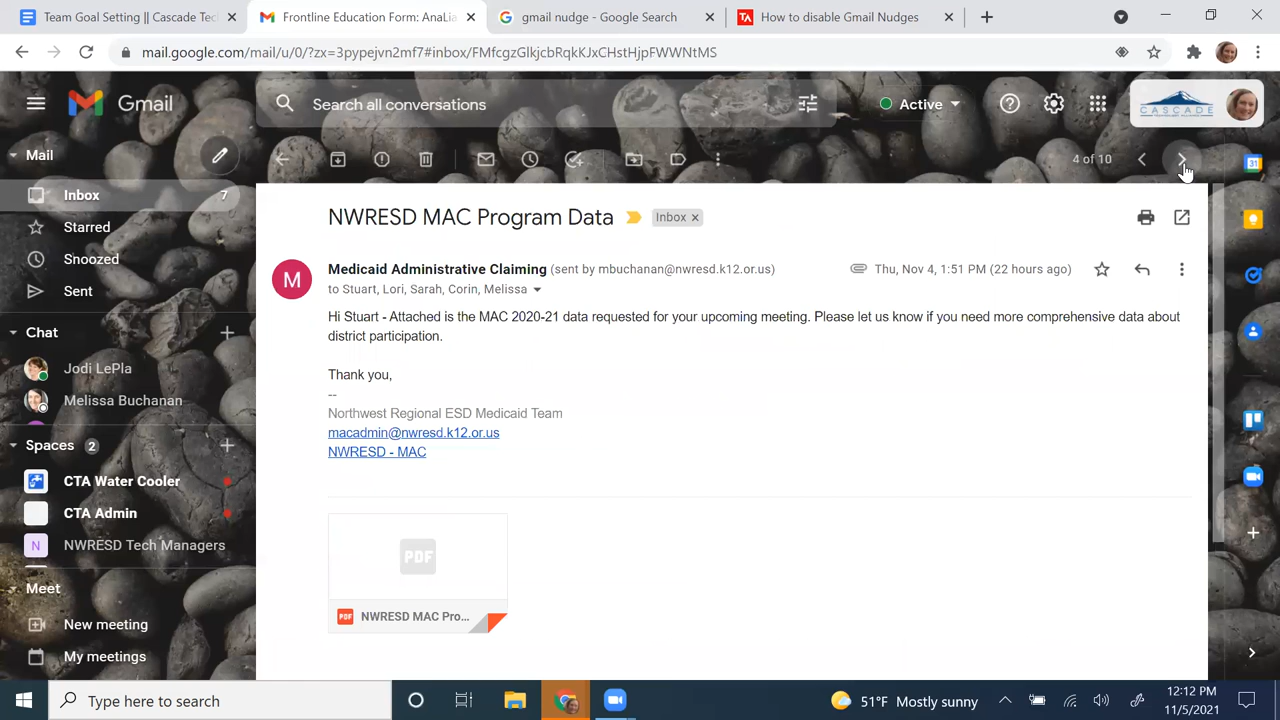 Team Goal Setting || Cascade Tec
Frontline Education Form: AnaLia
gmail nudge - Google Search
TA How to disable Gmail Nudges
mail.google.com/mail/u/0/?zx=3pypejvn2mf7#inbox/FMfcgzGlkjcbRqkKJxCHstHjpFWWNtMS
Gmail
Search all conversations
Active
CASCADE
Mail
4 of 10
Inbox 7
Starred
Snoozed
Sent
Chat
Jodi LePla
Melissa Buchanan
Spaces 2
CTA Water Cooler
CTA Admin
N NWRESD Tech Managers
Meet
New meeting
My meetings
31
NWRESD MAC Program Data
Inbox x
M
Medicaid Administrative Claiming (sent by mbuchanan@nwresd.k12.or.us)
Thu, Nov 4, 1:51 PM (22 hours ago)
to Stuart, Lori, Sarah, Corin, Melissa
Hi Stuart - Attached is the MAC 2020-21 data requested for your upcoming meeting. Please let us know if you need more comprehensive data about
district participation.
Thank you,
--
Northwest Regional ESD Medicaid Team
macadmin@nwresd.k12.or.us
NWRESD - MAC
PDF
PDF NWRESD MAC Pro...
Type here to search
51°F Mostly sunny
12:12 PM
11/5/2021